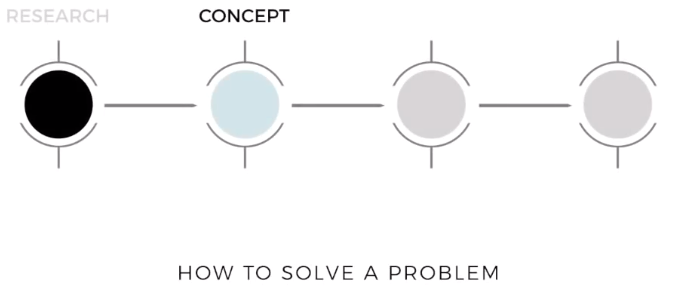 RESEARCH
CONCEPT
HOW TO SOLVE A PROBLEM